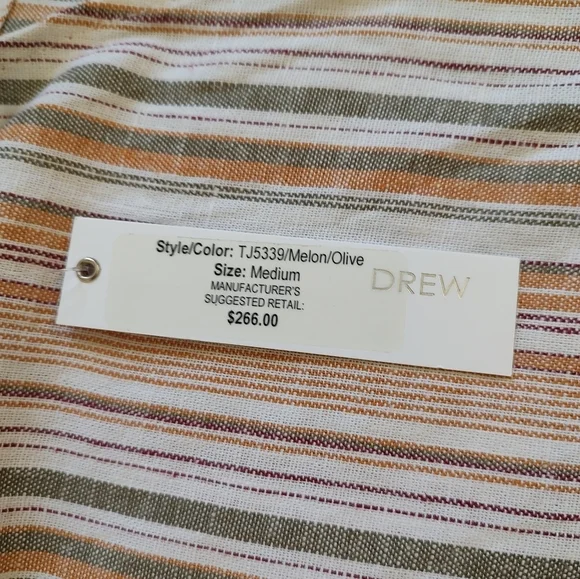 Style/Color: TJ5339/Melon/Olive
Size: Medium
MANUFACTURER'S
SUGGESTED RETAIL:
$266.00
DREW